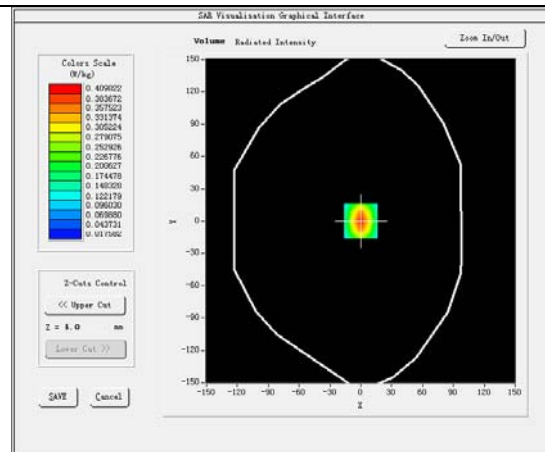 SAR Visualisation Graphical Interface
Colors Scale
(W/kg)
0.409822
0.383672
0.357523
0.331374
0.305224
0.279075
0.252926
0.226776
0.200627
0.174478
0.148328
0.122179
0.096030
0.069880
0.043731
0.017582
Volume Radiated Intensity
Zoom In/Out
150
120
90
60
30
0
-30
-60
-90
-120
-150
Y
-150 -120 -90 -60 -30 0 30 60 90 120 150
X
Z-Cuts Control
<< Upper Cut
Z = 4.0 mm
Lower Cut >>
SAVE Cancel